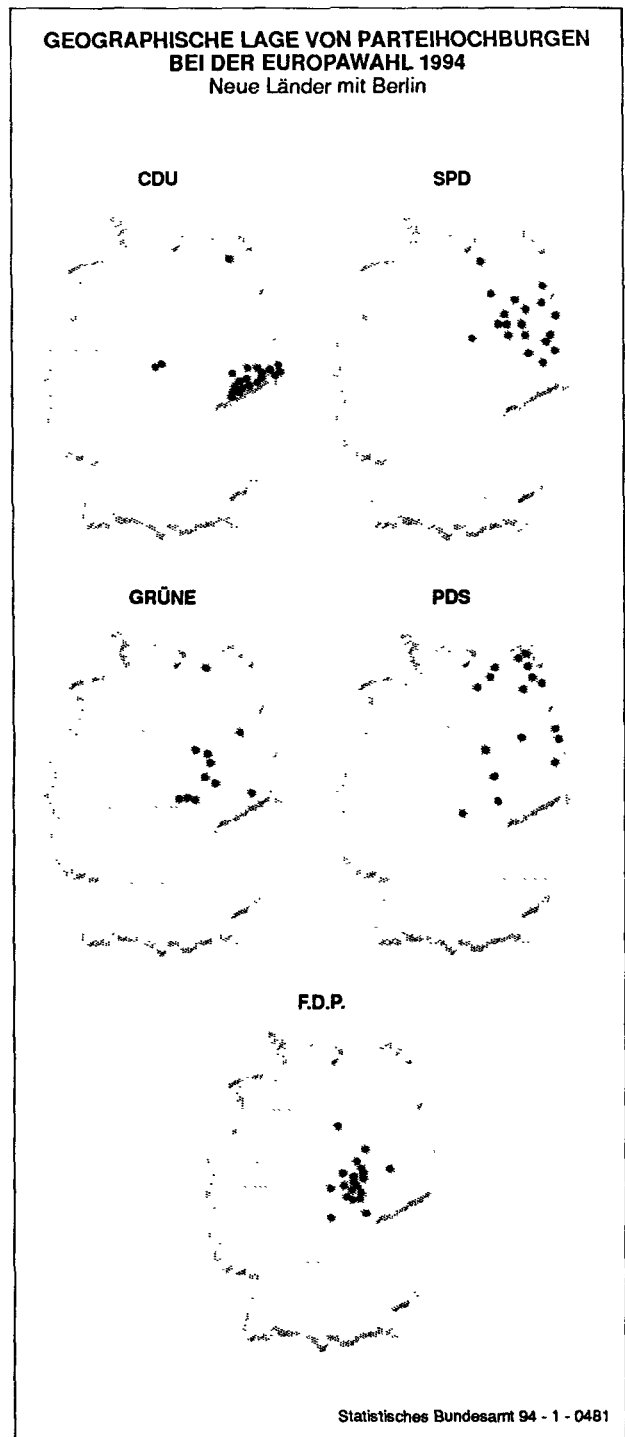 GEOGRAPHISCHE LAGE VON PARTEIHOCHBURGEN
BEI DER EUROPAWAHL 1994
Neue Länder mit Berlin
CDU
SPD
GRÜNE
PDS
F.D.P.
Statistisches Bundesamt 94 - 1 - 0481